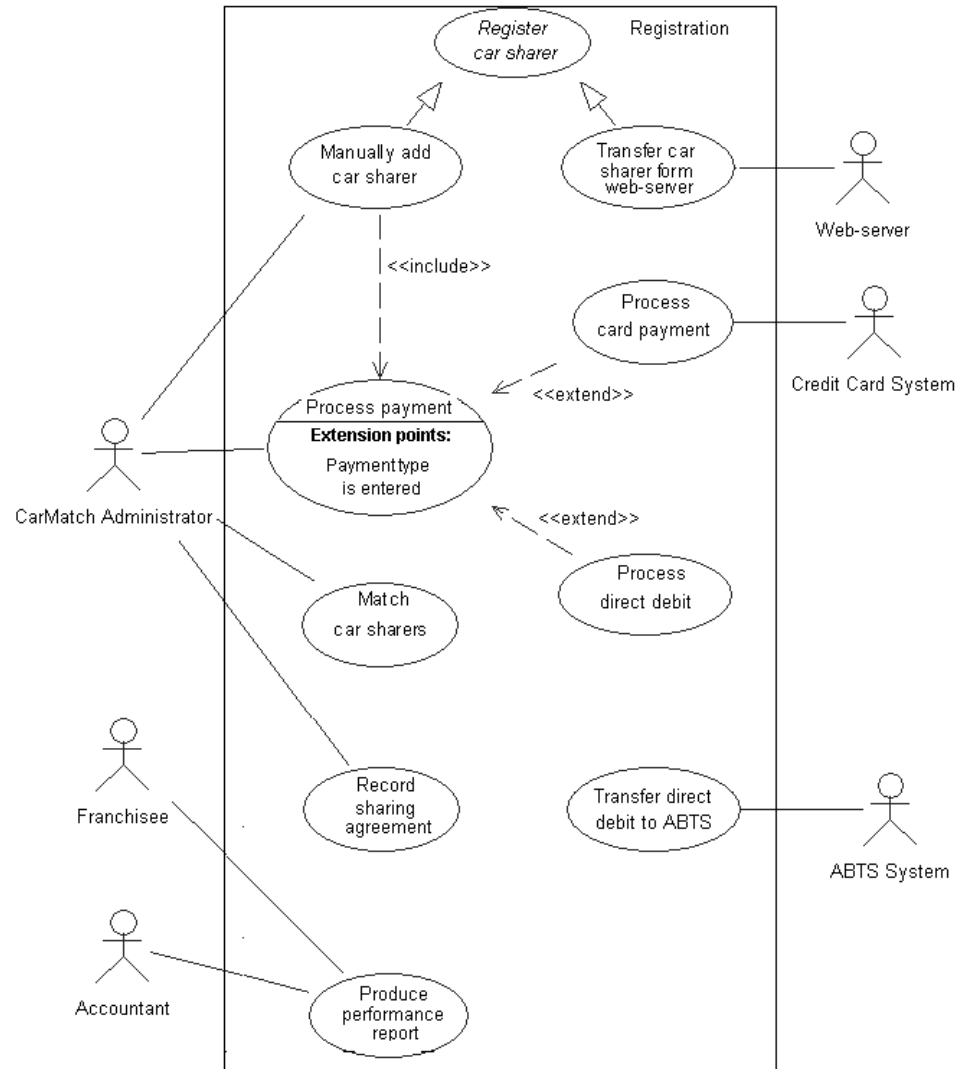 Register
car sharer
Registration
Manually add
car sharer
Transfer car
sharer form
web-server
Web-server
<<include>>
Process
card payment
Credit Card System
<<extend>>
Process payment
Extension points:
Payment type
is entered
CarMatch Administrator
<<extend>>
Process
direct debit
Match
car sharers
Franchisee
Record
sharing
agreement
Transfer direct
debit to ABTS
ABTS System
Accountant
Produce
performance
report